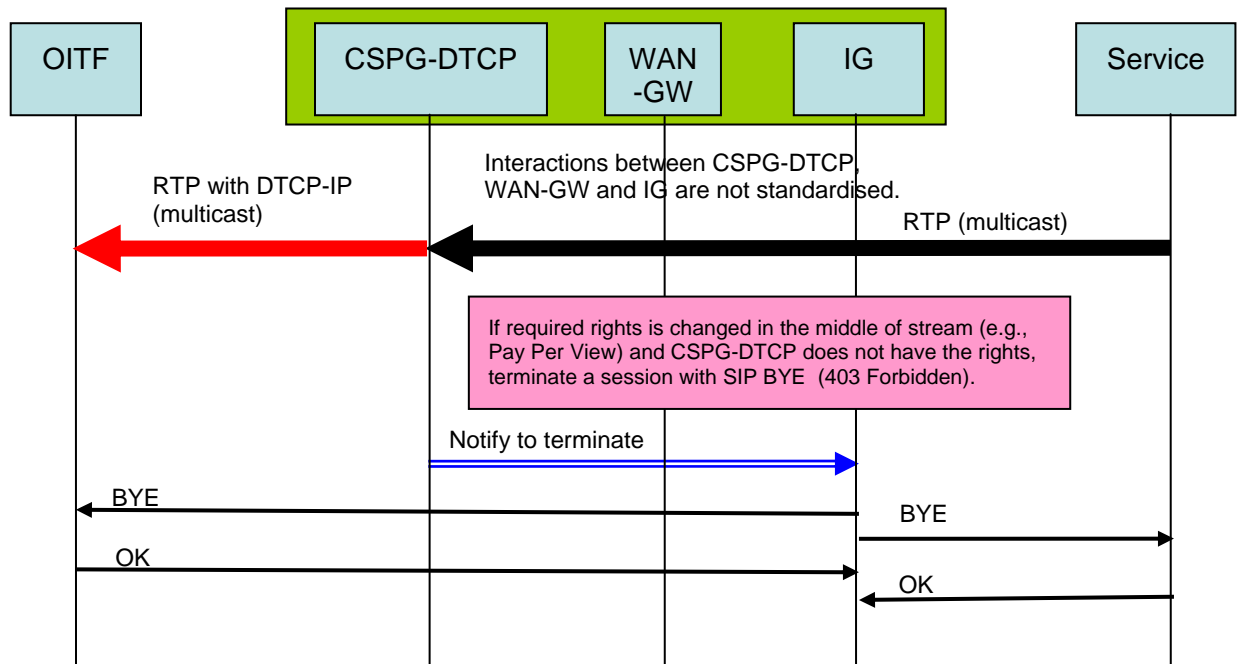 OITF
CSPG-DTCP
WAN
-GW
IG
Service
Interactions between CSPG-DTCP,
WAN-GW and IG are not standardised.
RTP with DTCP-IP
(multicast)
RTP (multicast)
If required rights is changed in the middle of stream (e.g.,
Pay Per View) and CSPG-DTCP does not have the rights,
terminate a session with SIP BYE (403 Forbidden).
Notify to terminate
BYE
BYE
OK
OK